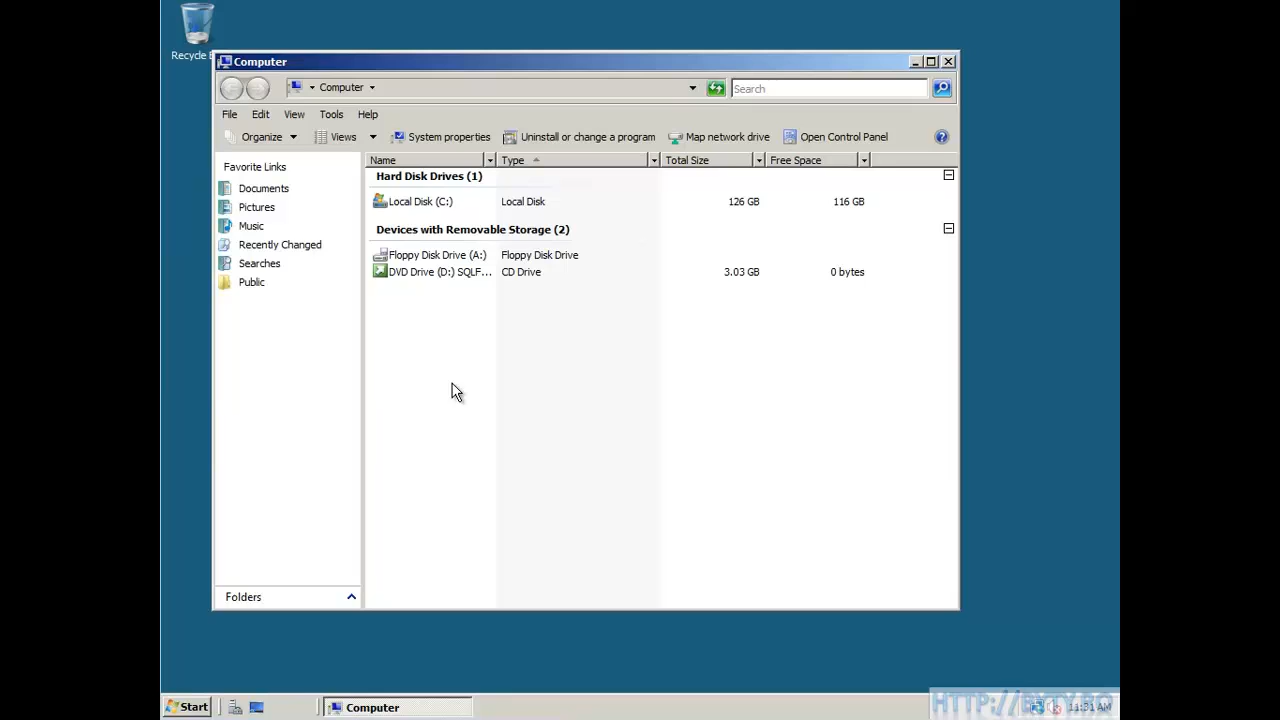 Recycle
Computer
Computer
Search
File Edit View Tools Help
Organize Views System properties Uninstall or change a program Map network drive Open Control Panel
Favorite Links
Documents
Pictures
Music
Recently Changed
Searches
Public
Folders
Name Type Total Size Free Space
Hard Disk Drives (1)
Local Disk (C:) Local Disk 126 GB 116 GB
Devices with Removable Storage (2)
Floppy Disk Drive (A:) Floppy Disk Drive
DVD Drive (D:) SQLF... CD Drive 3.03 GB 0 bytes
Start Computer 11:31 AM